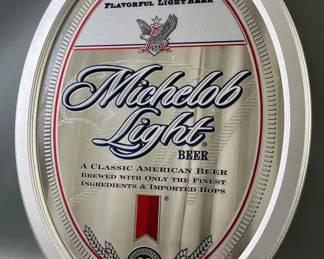 FLAVORFUL LIGHT BEER
Michelob
Light®
BEER
A CLASSIC AMERICAN BEER
BREWED WITH ONLY THE FINEST
INGREDIENTS & IMPORTED HOPS